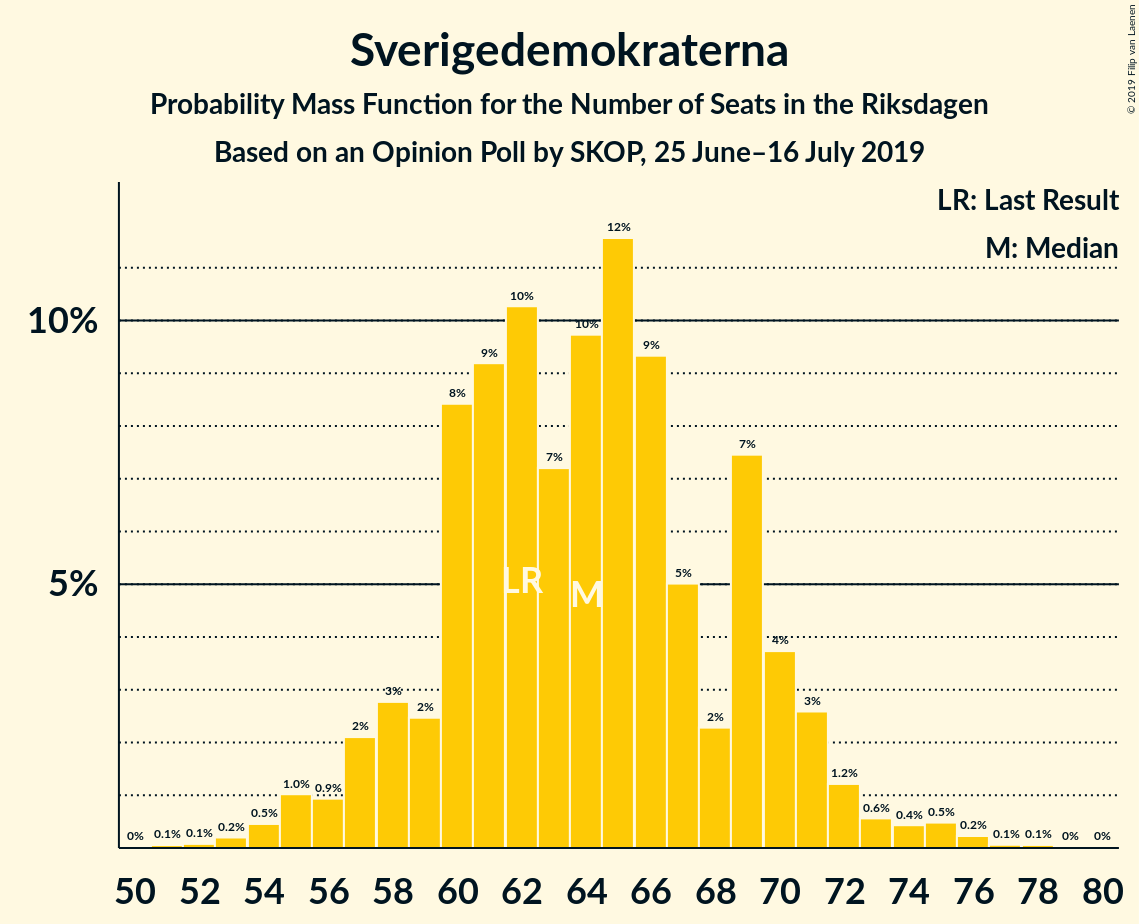 Sverigedemokraterna
Probability Mass Function for the Number of Seats in the Riksdagen
Based on an Opinion Poll by SKOP, 25 June–16 July 2019
© 2019 Filip van Laenen
LR: Last Result
M: Median
10%
5%
0% 0.1% 0.1% 0.2% 0.5% 1.0% 0.9% 2% 3% 2% 8% 9% 10% 7% 10% 12% 9% 5% 2% 7% 4% 3% 1.2% 0.6% 0.4% 0.5% 0.2% 0.1% 0.1% 0% 0%
LR M
50 52 54 56 58 60 62 64 66 68 70 72 74 76 78 80